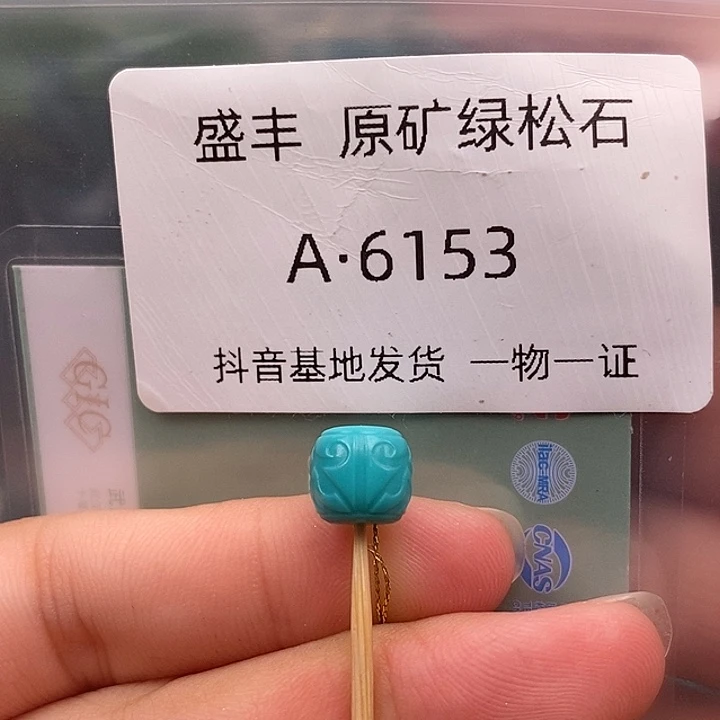 盛丰 原矿绿松石
A·6153
抖音基地发货 一物一证
GIC
ilac-MRA
CNAS